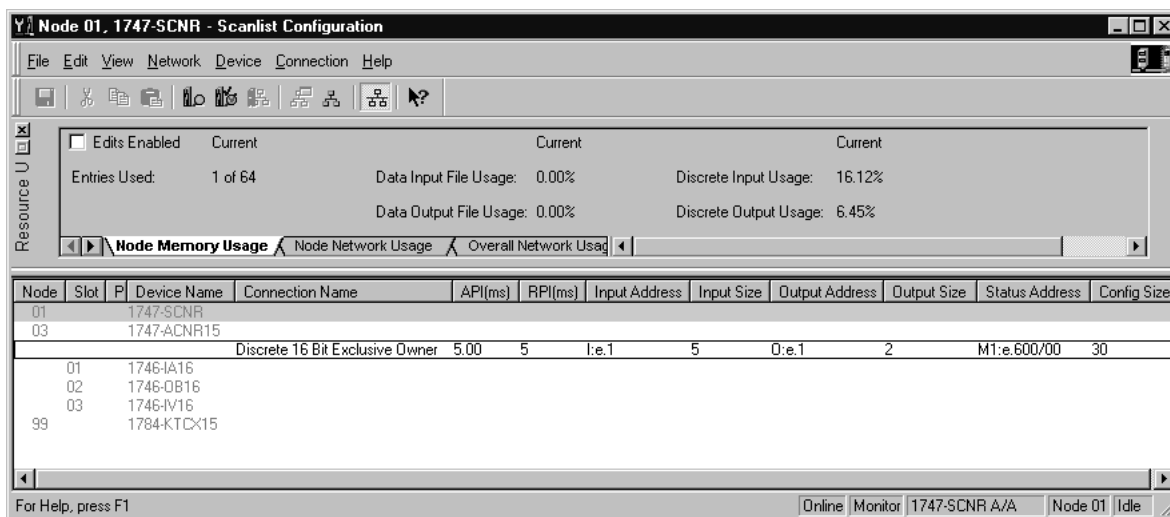 Node 01, 1747-SCNR - Scanlist Configuration
File Edit View Network Device Connection Help
Edits Enabled Current Current Current
Entries Used: 1 of 64 Data Input File Usage: 0.00% Discrete Input Usage: 16.12%
Data Output File Usage: 0.00% Discrete Output Usage: 6.45%
Resource U
Node Memory Usage Node Network Usage Overall Network Usag
Node Slot P Device Name Connection Name API(ms) RPI(ms) Input Address Input Size Output Address Output Size Status Address Config Size
01 1747-SCNR
03 1747-ACNR15
Discrete 16 Bit Exclusive Owner 5.00 5 I:e.1 5 O:e.1 2 M1:e.600/00 30
01 1746-IA16
02 1746-OB16
03 1746-IV16
99 1784-KTCX15
For Help, press F1 Online Monitor 1747-SCNR A/A Node 01 Idle